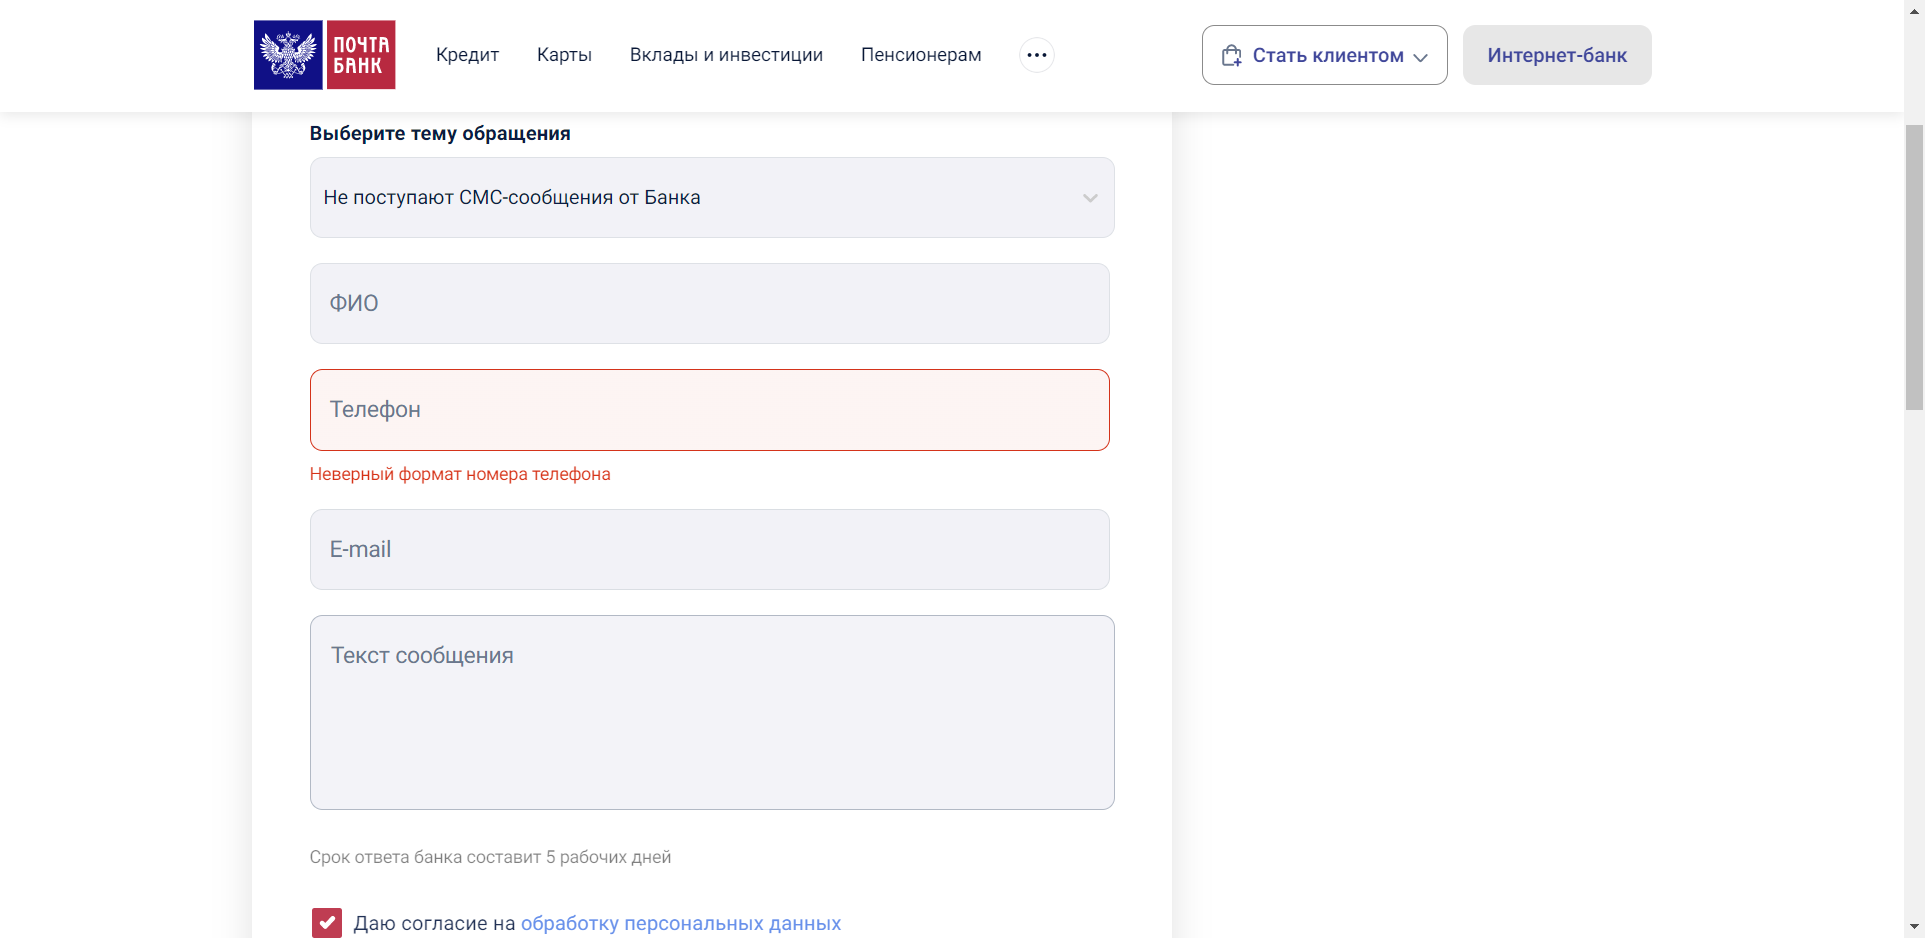 ПОЧТА
БАНК
Кредит
Карты
Вклады и инвестиции
Пенсионерам
Стать клиентом
Интернет-банк
Выберите тему обращения
Не поступают СМС-сообщения от Банка
ФИО
Телефон
Неверный формат номера телефона
E-mail
Текст сообщения
Срок ответа банка составит 5 рабочих дней
Даю согласие на обработку персональных данных